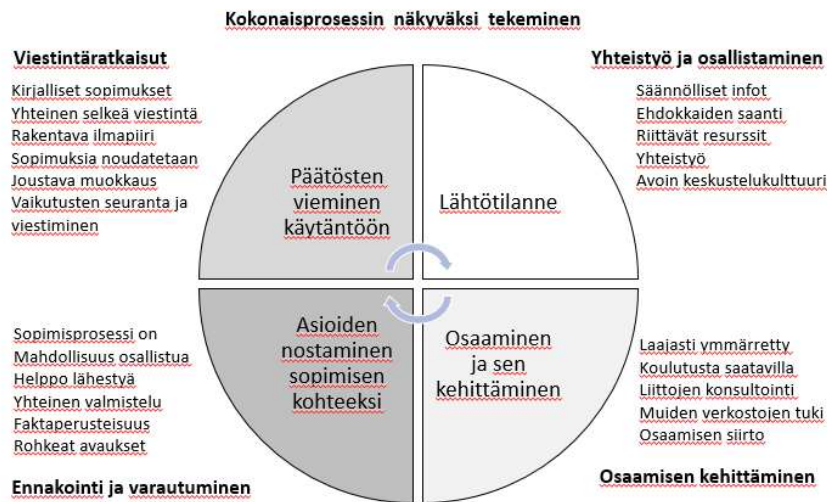 Kokonaisprosessin näkyväksi tekeminen
Viestintäratkaisut
Kirjalliset sopimukset
Yhteinen selkeä viestintä
Rakentava ilmapiiri
Sopimuksia noudatetaan
Joustava muokkaus
Vaikutusten seuranta ja
viestiminen
Yhteistyö ja osallistaminen
Säännölliset infot
Ehdokkaiden saanti
Riittävät resurssit
Yhteistyö
Avoin keskustelukulttuuri
Päätösten
vieminen
käytäntöön
Lähtötilanne
Asioiden
nostaminen
sopimisen
kohteeksi
Osaaminen
ja sen
kehittäminen
Sopimisprosessi on
Mahdollisuus osallistua
Helppo lähestyä
Yhteinen valmistelu
Faktaperusteisuus
Rohkeat avaukset
Ennakointi ja varautuminen
Laajasti ymmärretty
Koulutusta saatavilla
Liittojen konsultointi
Muiden verkostojen tuki
Osaamisen siirto
Osaamisen kehittäminen